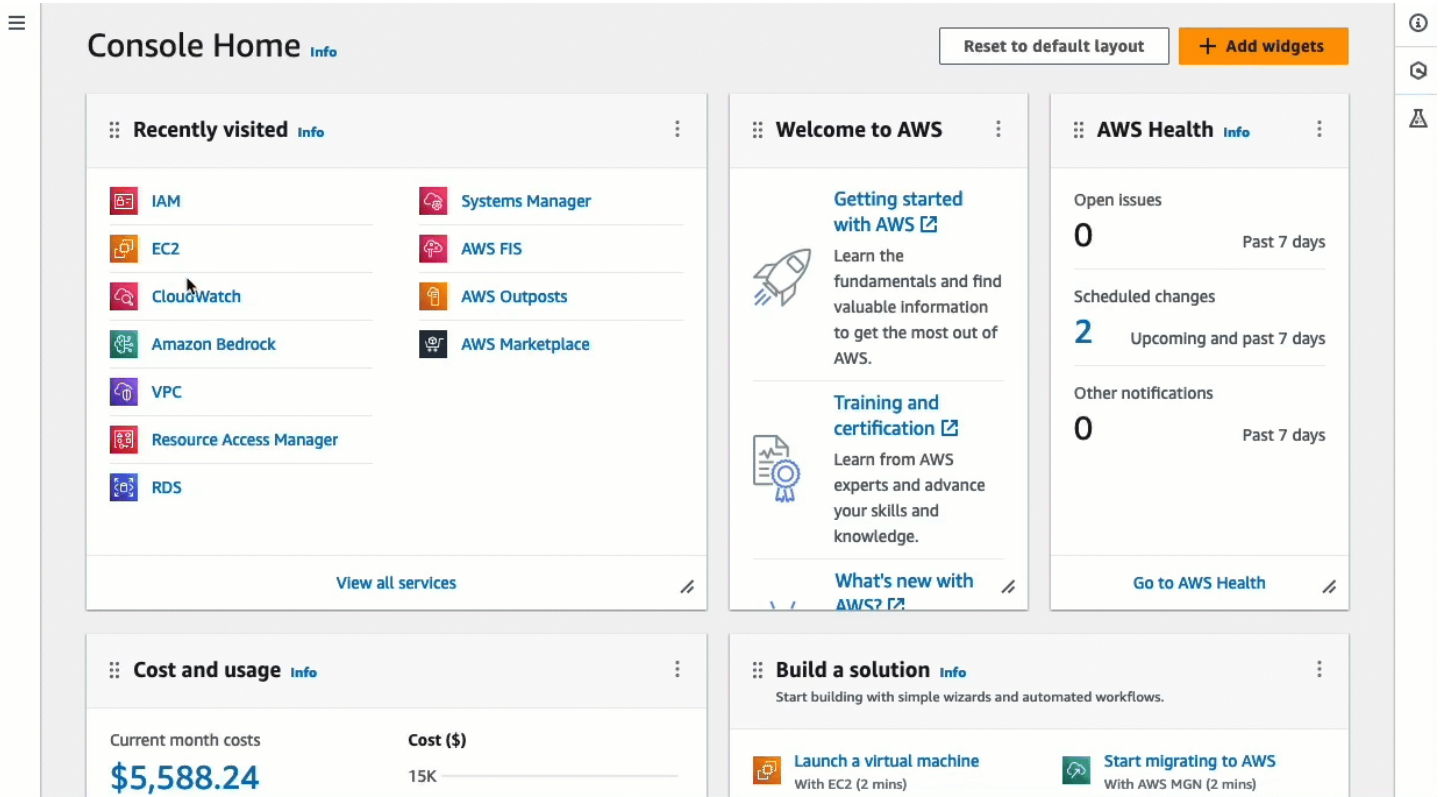 Console Home Info
Reset to default layout
+ Add widgets
Recently visited Info
IAM
EC2
CloudWatch
Amazon Bedrock
VPC
Resource Access Manager
RDS
Systems Manager
AWS FIS
AWS Outposts
AWS Marketplace
View all services
Welcome to AWS
Getting started
with AWS
Learn the
fundamentals and find
valuable information
to get the most out of
AWS.
Training and
certification
Learn from AWS
experts and advance
your skills and
knowledge.
What's new with
AWS?
AWS Health Info
Open issues
0 Past 7 days
Scheduled changes
2 Upcoming and past 7 days
Other notifications
0 Past 7 days
Go to AWS Health
Cost and usage Info
Current month costs
$5,588.24
Cost ($)
15K
Build a solution Info
Start building with simple wizards and automated workflows.
Launch a virtual machine
With EC2 (2 mins)
Start migrating to AWS
With AWS MGN (2 mins)